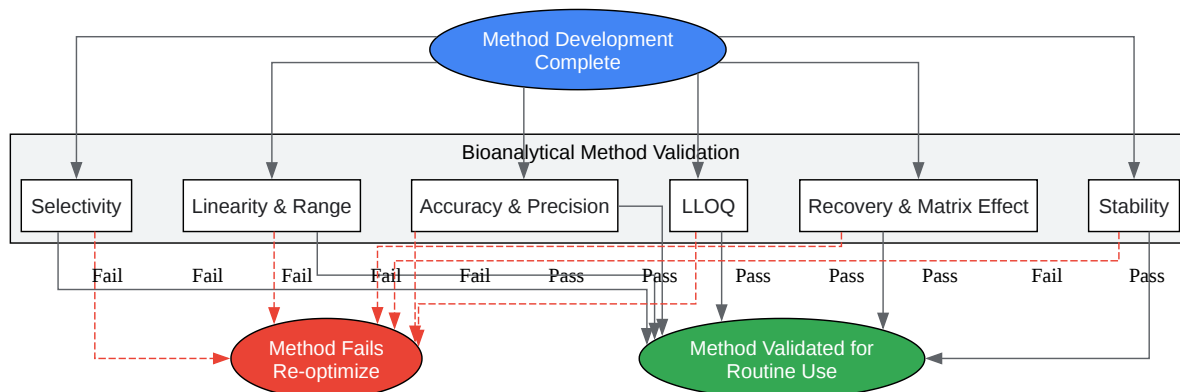 Method Development
Complete
Bioanalytical Method Validation
Selectivity
Linearity & Range
Accuracy & Precision
LLOQ
Recovery & Matrix Effect
Stability
Fail
Fail
Fail
Fail
Fail
Pass
Pass
Pass
Pass
Pass
Fail
Pass
Method Fails
Re-optimize
Method Validated for
Routine Use